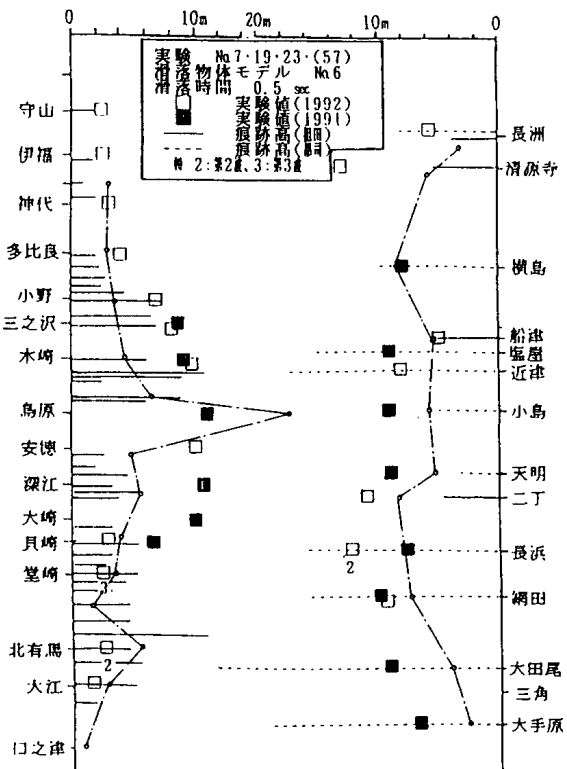 0 10m 20m 10m 0
実験 No.7・19・23・(57)
滑落物体モデル No.6
滑落時間 0.5 sec
実験値(1992)
実験値(1991)
痕跡高
痕跡高
2:第2波、3:第3波
守山
伊福
神代
多比良
小野
三之沢
木崎
島原
安徳
深江
大崎
貝崎
堂崎
3
北有馬
2
大江
口之津
長洲
清源寺
横島
船津
塩屋
近津
小島
天明
二丁
長浜
2
網田
大田尾
三角
大手原